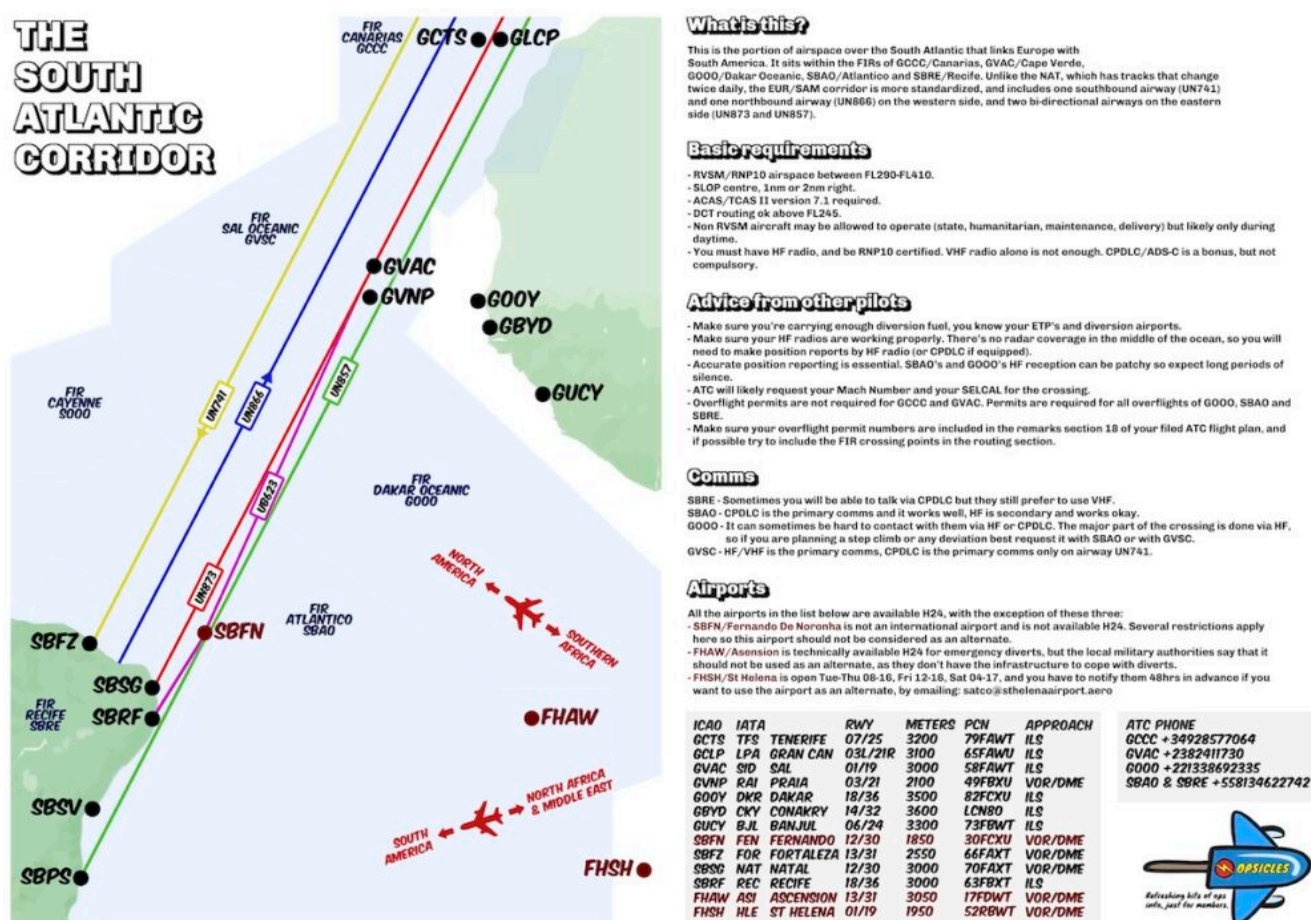 THE
SOUTH
ATLANTIC
CORRIDOR
FIR
CANARIAS
GCCC
GCTS
GLCP
FIR
SAL OCEANIC
GVSC
GVAC
GVNP
GOOY
GBYD
GUCY
FIR
CAYENNE
SOOO
UN741
UN866
UN857
UB623
UN873
FIR
DAKAR OCEANIC
GOOO
NORTH
AMERICA
SOUTHERN
AFRICA
FIR
ATLANTICO
SBAO
SBFN
SBFZ
SBSG
FIR
RECIFE
SBRE
SBRF
FHAW
SBSV
NORTH AFRICA
& MIDDLE EAST
SOUTH
AMERICA
SBPS
FHSH
What is this?
This is the portion of airspace over the South Atlantic that links Europe with
South America. It sits within the FIRs of GCCC/Canarias, GVAC/Cape Verde,
GOOO/Dakar Oceanic, SBAO/Atlantico and SBRE/Recife. Unlike the NAT, which has tracks that change
twice daily, the EUR/SAM corridor is more standardized, and includes one southbound airway (UN741)
and one northbound airway (UN866) on the western side, and two bi-directional airways on the eastern
side (UN873 and UN857).
Basic requirements
- RVSM/RNP10 airspace between FL290-FL410.
- SLOP centre, 1nm or 2nm right.
- ACAS/TCAS II version 7.1 required.
- DCT routing ok above FL245.
- Non RVSM aircraft may be allowed to operate (state, humanitarian, maintenance, delivery) but likely only during
daytime.
- You must have HF radio, and be RNP10 certified. VHF radio alone is not enough. CPDLC/ADS-C is a bonus, but not
compulsory.
Advice from other pilots
- Make sure you're carrying enough diversion fuel, you know your ETP's and diversion airports.
- Make sure your HF radios are working properly. There's no radar coverage in the middle of the ocean, so you will
need to make position reports by HF radio (or CPDLC if equipped).
- Accurate position reporting is essential. SBAO's and GOOO's HF reception can be patchy so expect long periods of
silence.
- ATC will likely request your Mach Number and your SELCAL for the crossing.
- Overflight permits are not required for GCCC and GVAC. Permits are required for all overflights of GOOO, SBAO and
SBRE.
- Make sure your overflight permit numbers are included in the remarks section 18 of your filed ATC flight plan, and
if possible try to include the FIR crossing points in the routing section.
Comms
SBRE - Sometimes you will be able to talk via CPDLC but they still prefer to use VHF.
SBAO - CPDLC is the primary comms and it works well, HF is secondary and works okay.
GOOO - It can sometimes be hard to contact with them via HF or CPDLC. The major part of the crossing is done via HF,
so if you are planning a step climb or any deviation best request it with SBAO or with GVSC.
GVSC - HF/VHF is the primary comms, CPDLC is the primary comms only on airway UN741.
Airports
All the airports in the list below are available H24, with the exception of these three:
- SBFN/Fernando De Noronha is not an international airport and is not available H24. Several restrictions apply
here so this airport should not be considered as an alternate.
- FHAW/Asension is technically available H24 for emergency diverts, but the local military authorities say that it
should not be used as an alternate, as they don't have the infrastructure to cope with diverts.
- FHSH/St Helena is open Tue-Thu 08-16, Fri 12-16, Sat 04-17, and you have to notify them 48hrs in advance if you
want to use the airport as an alternate, by emailing: satco@sthelenaairport.aero
ICAO IATA RWY METERS PCN APPROACH
GCTS TFS TENERIFE 07/25 3200 79FAWT ILS
GCLP LPA GRAN CAN 03L/21R 3100 65FAWU ILS
GVAC SID SAL 01/19 3000 58FAWT ILS
GVNP RAI PRAIA 03/21 2100 49FBXU VOR/DME
GOOY DKR DAKAR 18/36 3500 82FCXU ILS
GBYD CKY CONAKRY 14/32 3600 LCN80 ILS
GUCY BJL BANJUL 06/24 3300 73FBWT ILS
SBFN FEN FERNANDO 12/30 1850 30FCXU VOR/DME
SBFZ FOR FORTALEZA 13/31 2550 66FAXT VOR/DME
SBSG NAT NATAL 12/30 3000 70FAXT VOR/DME
SBRF REC RECIFE 18/36 3000 63FBXT ILS
FHAW ASI ASCENSION 13/31 3050 17FDWT VOR/DME
FHSH HLE ST HELENA 01/19 1950 52RBWT VOR/DME
ATC PHONE
GCCC +34928577064
GVAC +2382411730
GOOO +221338692335
SBAO & SBRE +558134622742
OPSICLES
Refreshing bits of ops
info, just for members.